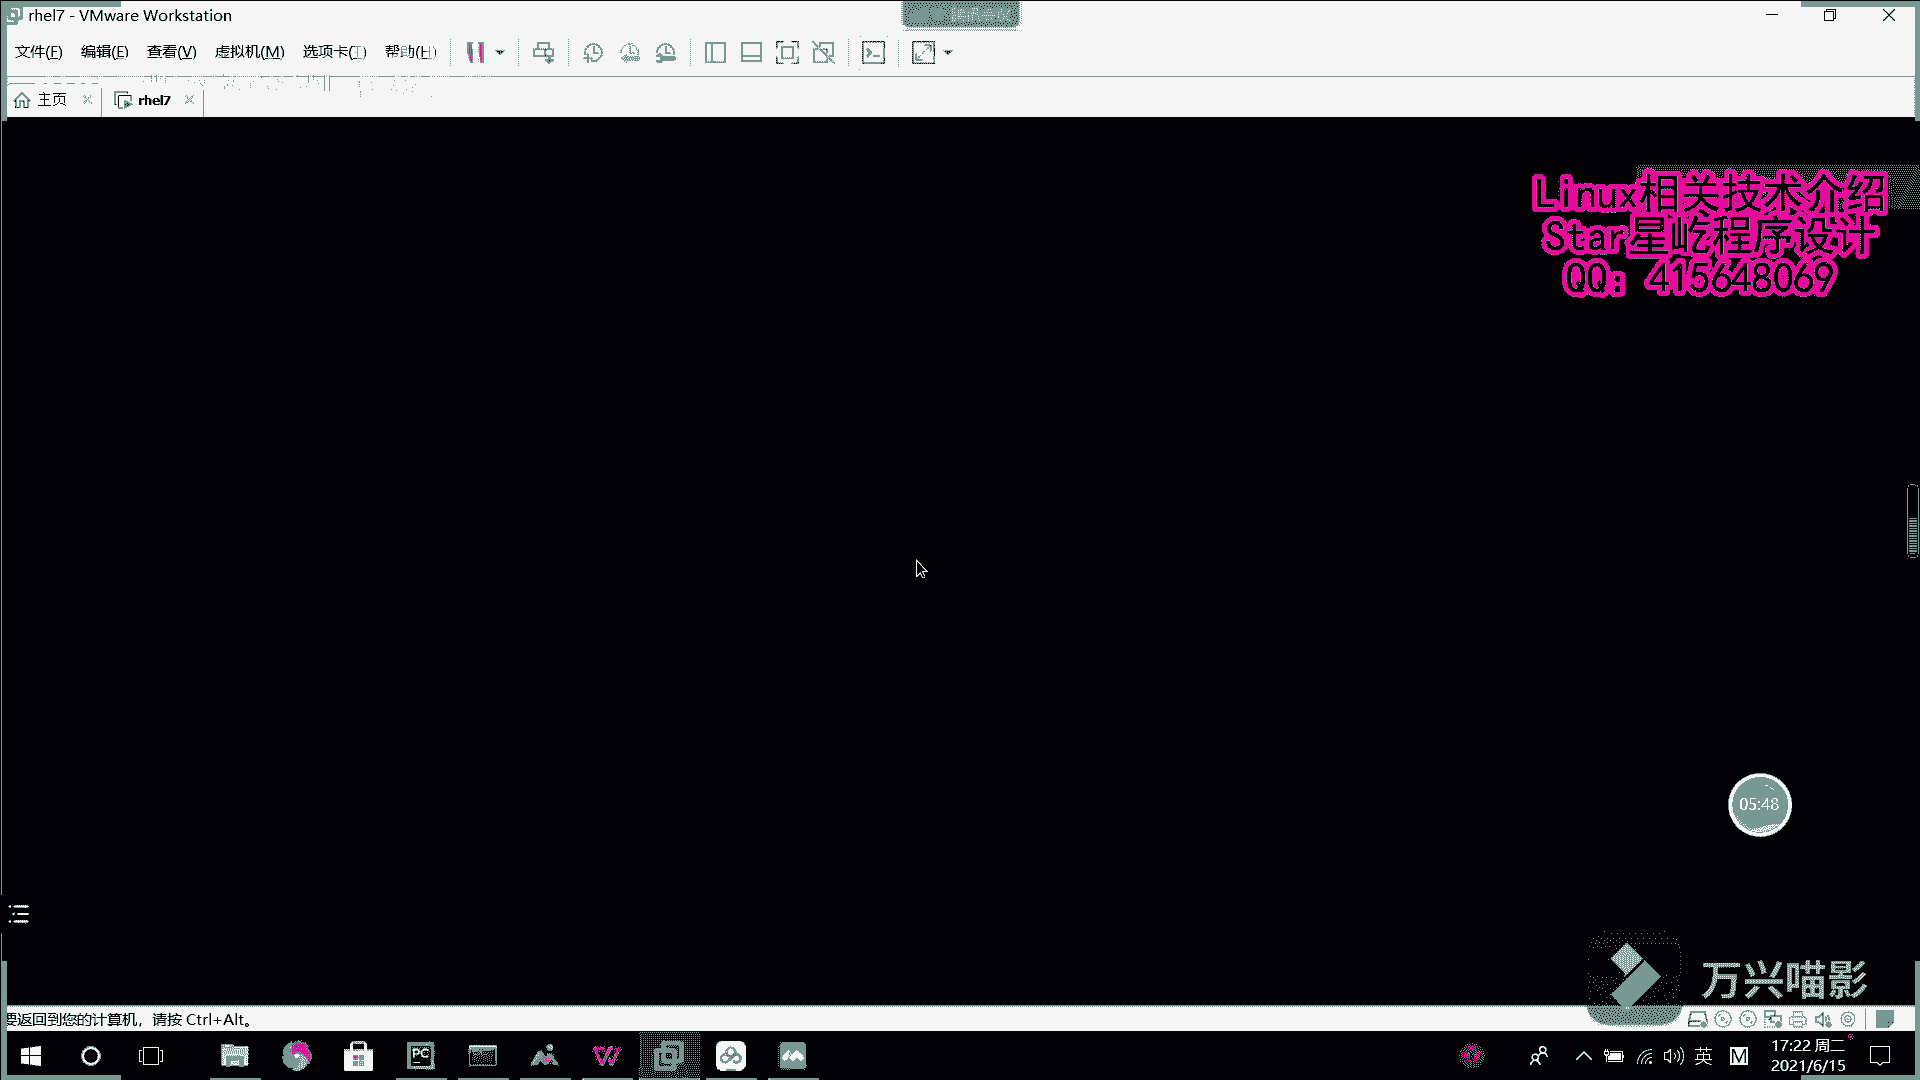 rhel7 - VMware Workstation
文件(F) 编辑(E) 查看(V) 虚拟机(M) 选项卡(T) 帮助(H)
主页 rhel7
Linux相关技术介绍
Star星屹程序设计
QQ: 415648069
05:48
万兴喵影
要返回到您的计算机，请按 Ctrl+Alt。
PC
英 M
17:22 周二
2021/6/15